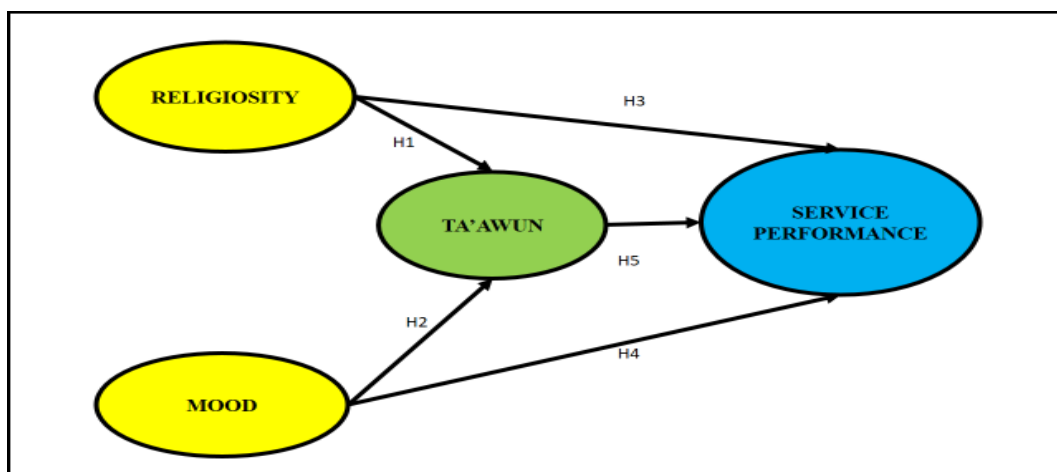 RELIGIOSITY
H3
H1
TA’AWUN
SERVICE
PERFORMANCE
H5
H2
H4
MOOD